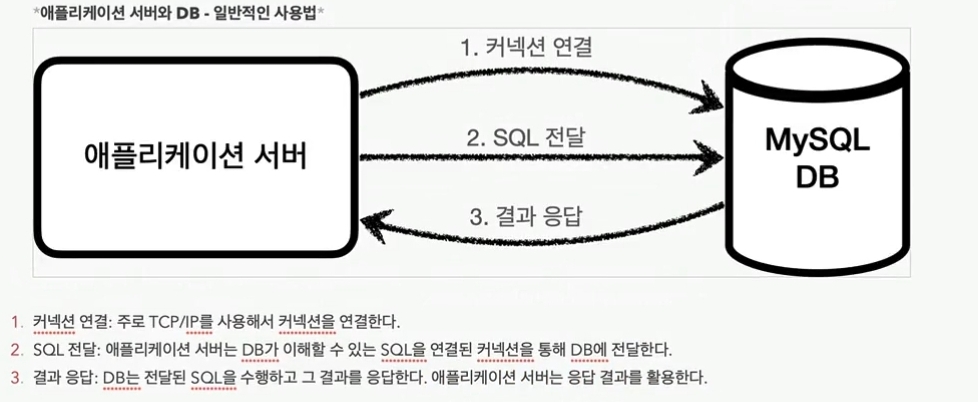 *애플리케이션 서버와 DB - 일반적인 사용법*
1. 커넥션 연결
애플리케이션 서버
2. SQL 전달
MySQL
DB
3. 결과 응답
1. 커넥션 연결: 주로 TCP/IP를 사용해서 커넥션을 연결한다.
2. SQL 전달: 애플리케이션 서버는 DB가 이해할 수 있는 SQL을 연결된 커넥션을 통해 DB에 전달한다.
3. 결과 응답: DB는 전달된 SQL을 수행하고 그 결과를 응답한다. 애플리케이션 서버는 응답 결과를 활용한다.